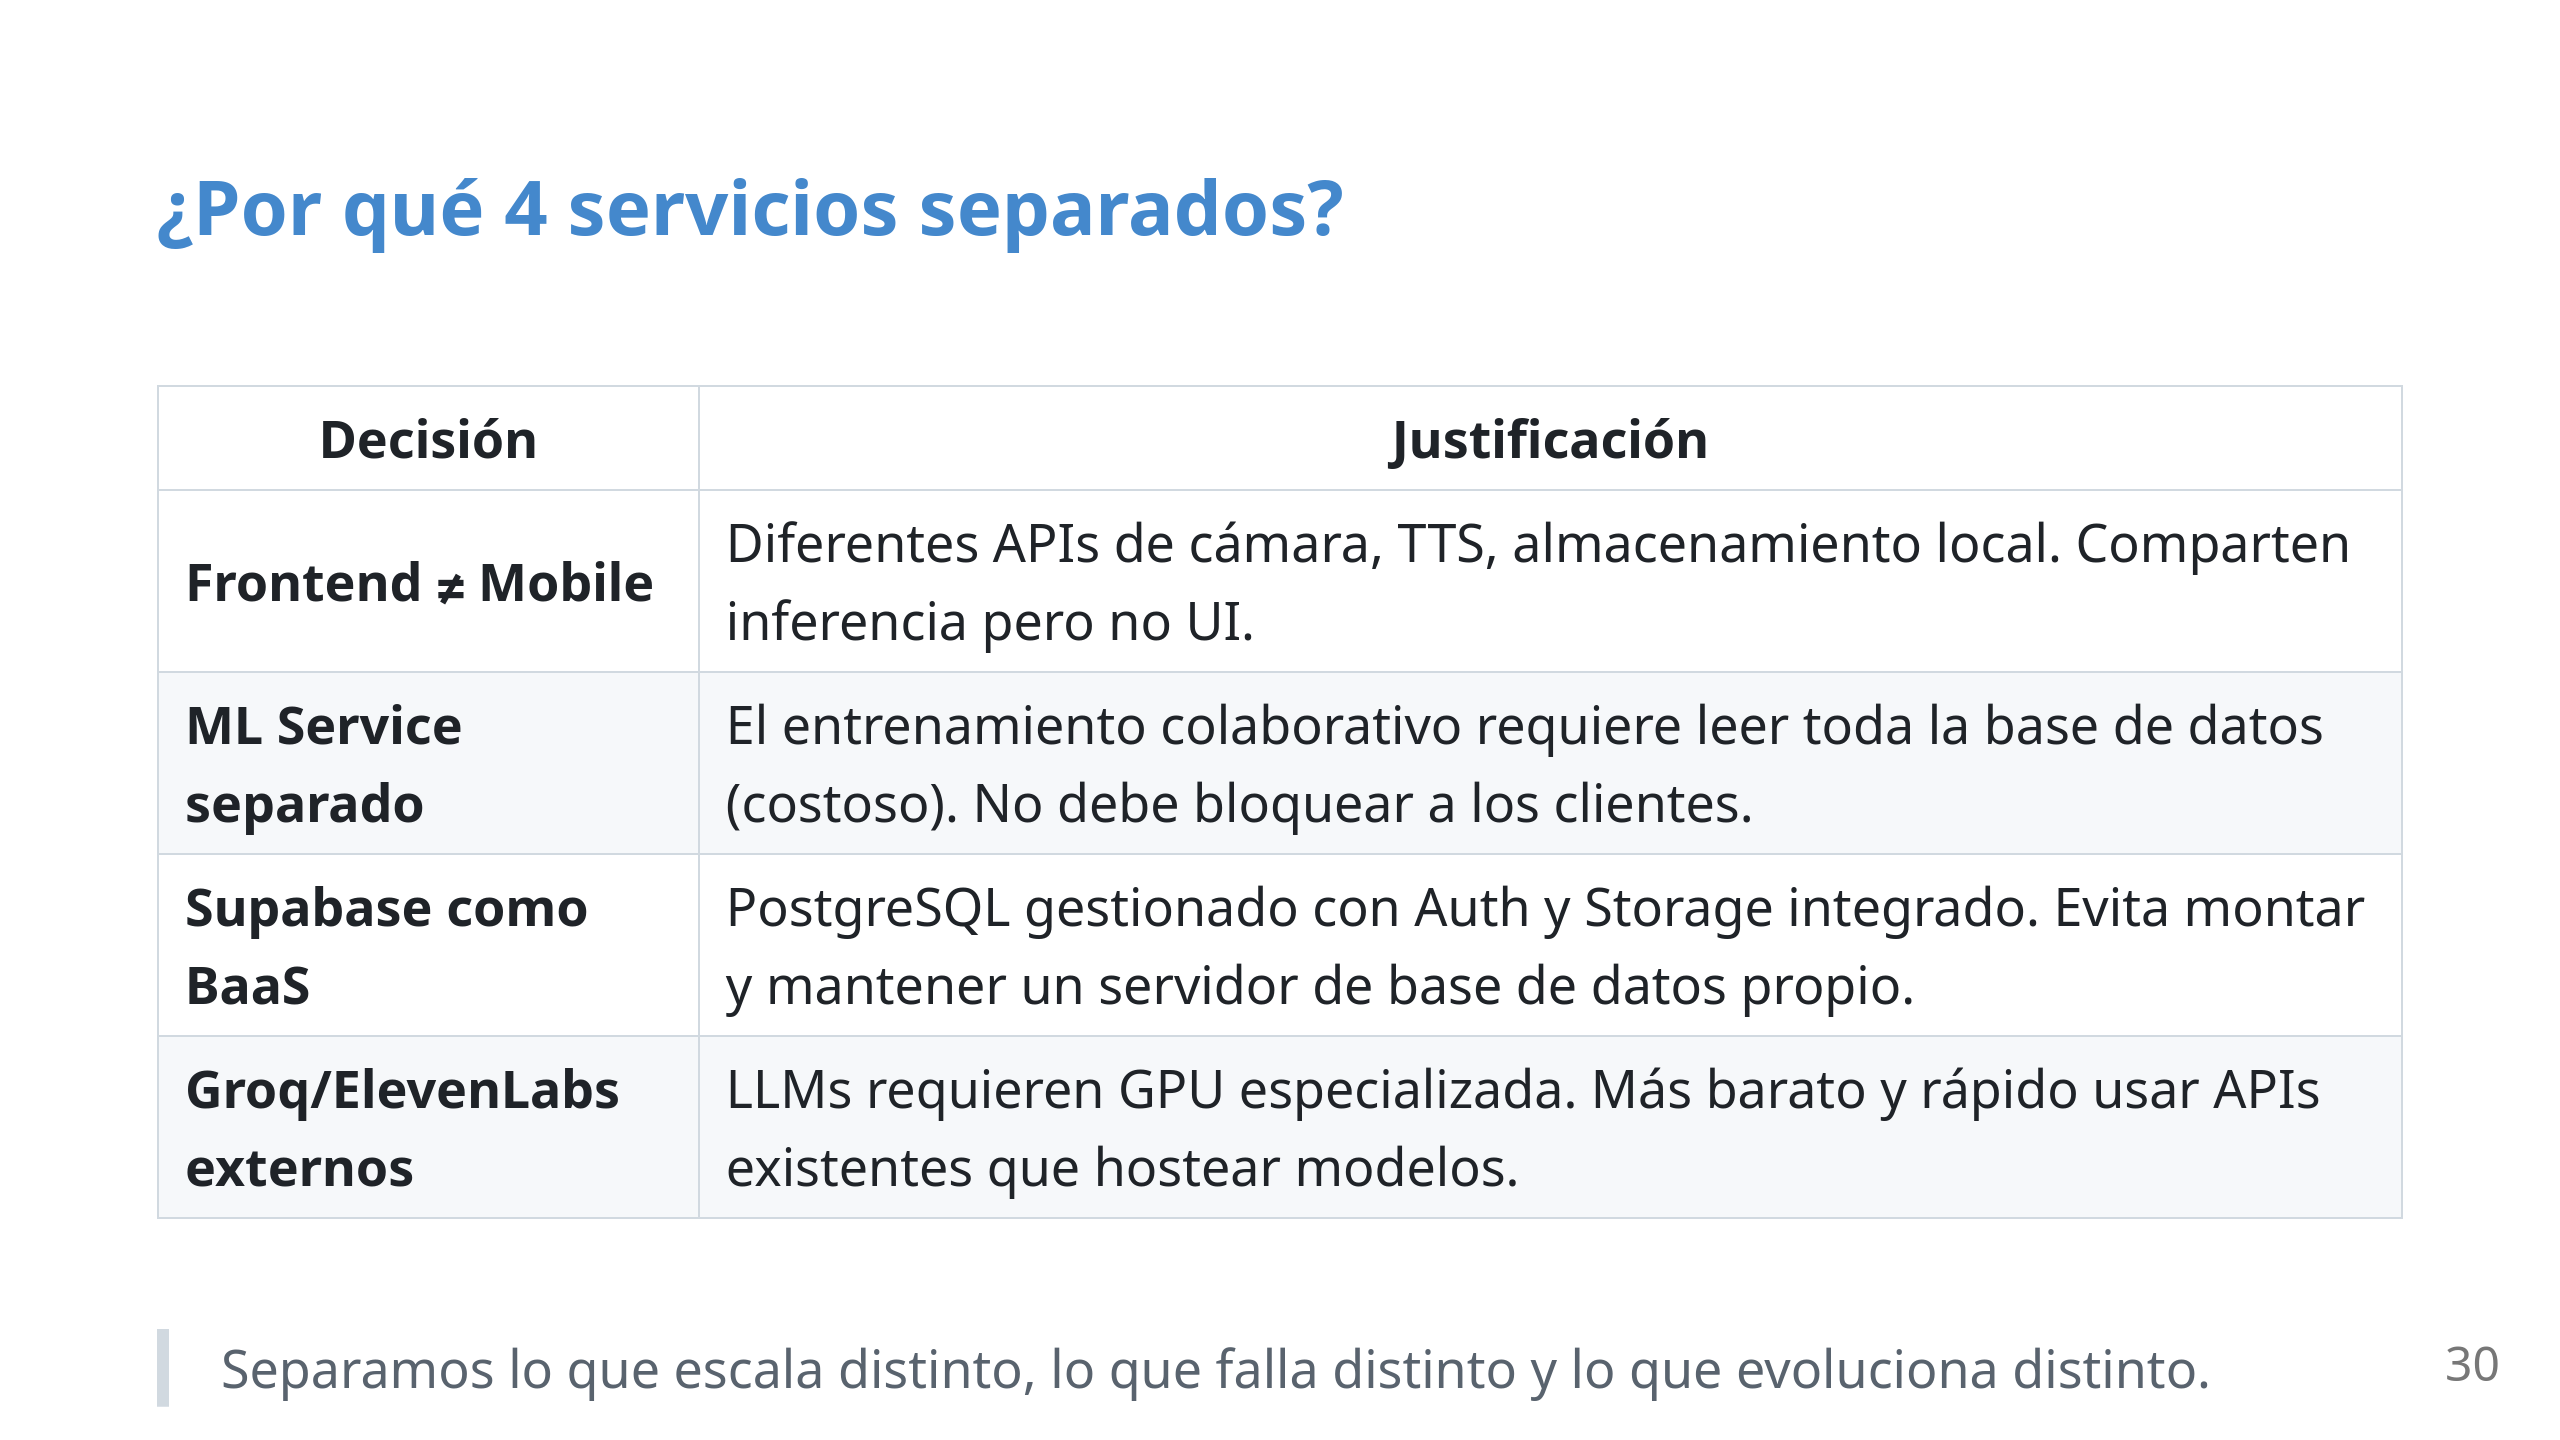 ¿Por qué 4 servicios separados?
Decisión
Justificación
Frontend ≠ Mobile
Diferentes APIs de cámara, TTS, almacenamiento local. Comparten
inferencia pero no UI.
ML Service
separado
El entrenamiento colaborativo requiere leer toda la base de datos
(costoso). No debe bloquear a los clientes.
Supabase como
BaaS
PostgreSQL gestionado con Auth y Storage integrado. Evita montar
y mantener un servidor de base de datos propio.
Groq/ElevenLabs
externos
LLMs requieren GPU especializada. Más barato y rápido usar APIs
existentes que hostear modelos.
Separamos lo que escala distinto, lo que falla distinto y lo que evoluciona distinto.
30